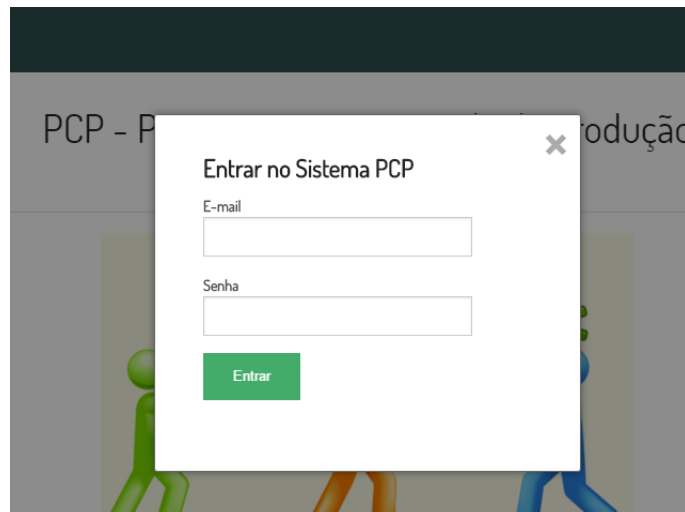 PCP - P
rodução
Entrar no Sistema PCP
E-mail
Senha
Entrar